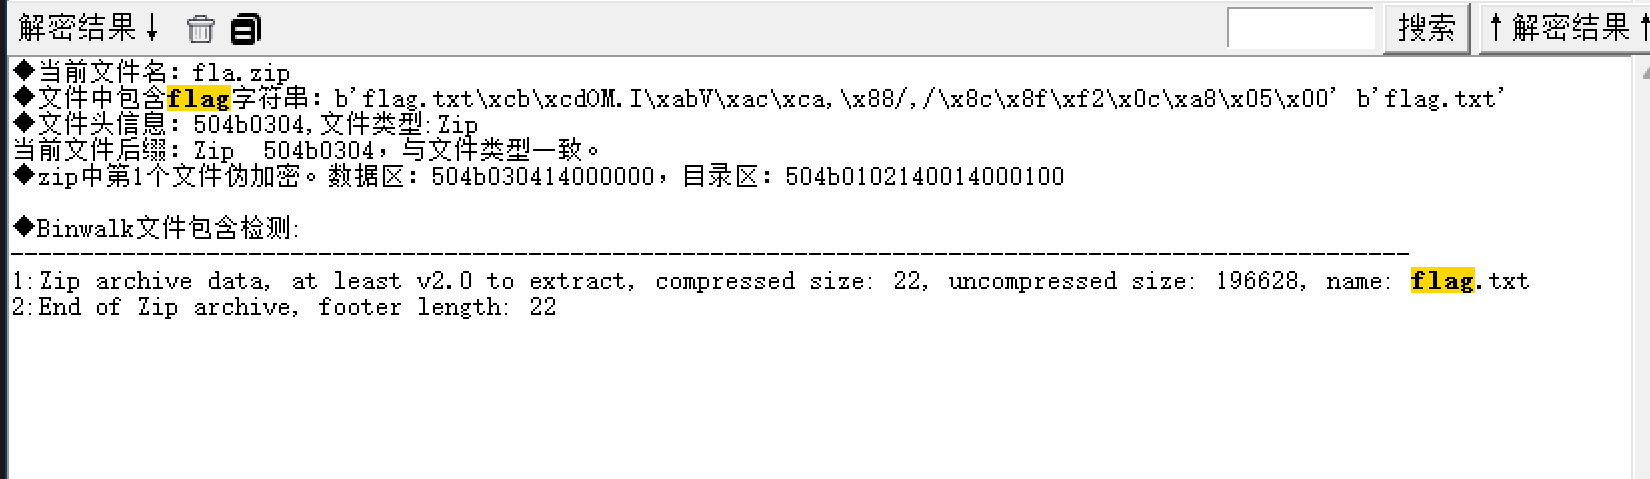 解密结果↓ 搜索 ↑解密结果↑
◆当前文件名: fla.zip
◆文件中包含flag字符串: b'flag.txt\xcb\xcdOM.I\xabV\xac\xca,\x88/,/\x8c\x8f\xf2\x0c\xa8\x05\x00' b'flag.txt'
◆文件头信息: 504b0304,文件类型:Zip
当前文件后缀: Zip 504b0304，与文件类型一致。
◆zip中第1个文件伪加密。数据区: 504b030414000000，目录区: 504b0102140014000100
◆Binwalk文件包含检测:
----------------------------------------------------------------------------------------------------
1:Zip archive data, at least v2.0 to extract, compressed size: 22, uncompressed size: 196628, name: flag.txt
2:End of Zip archive, footer length: 22